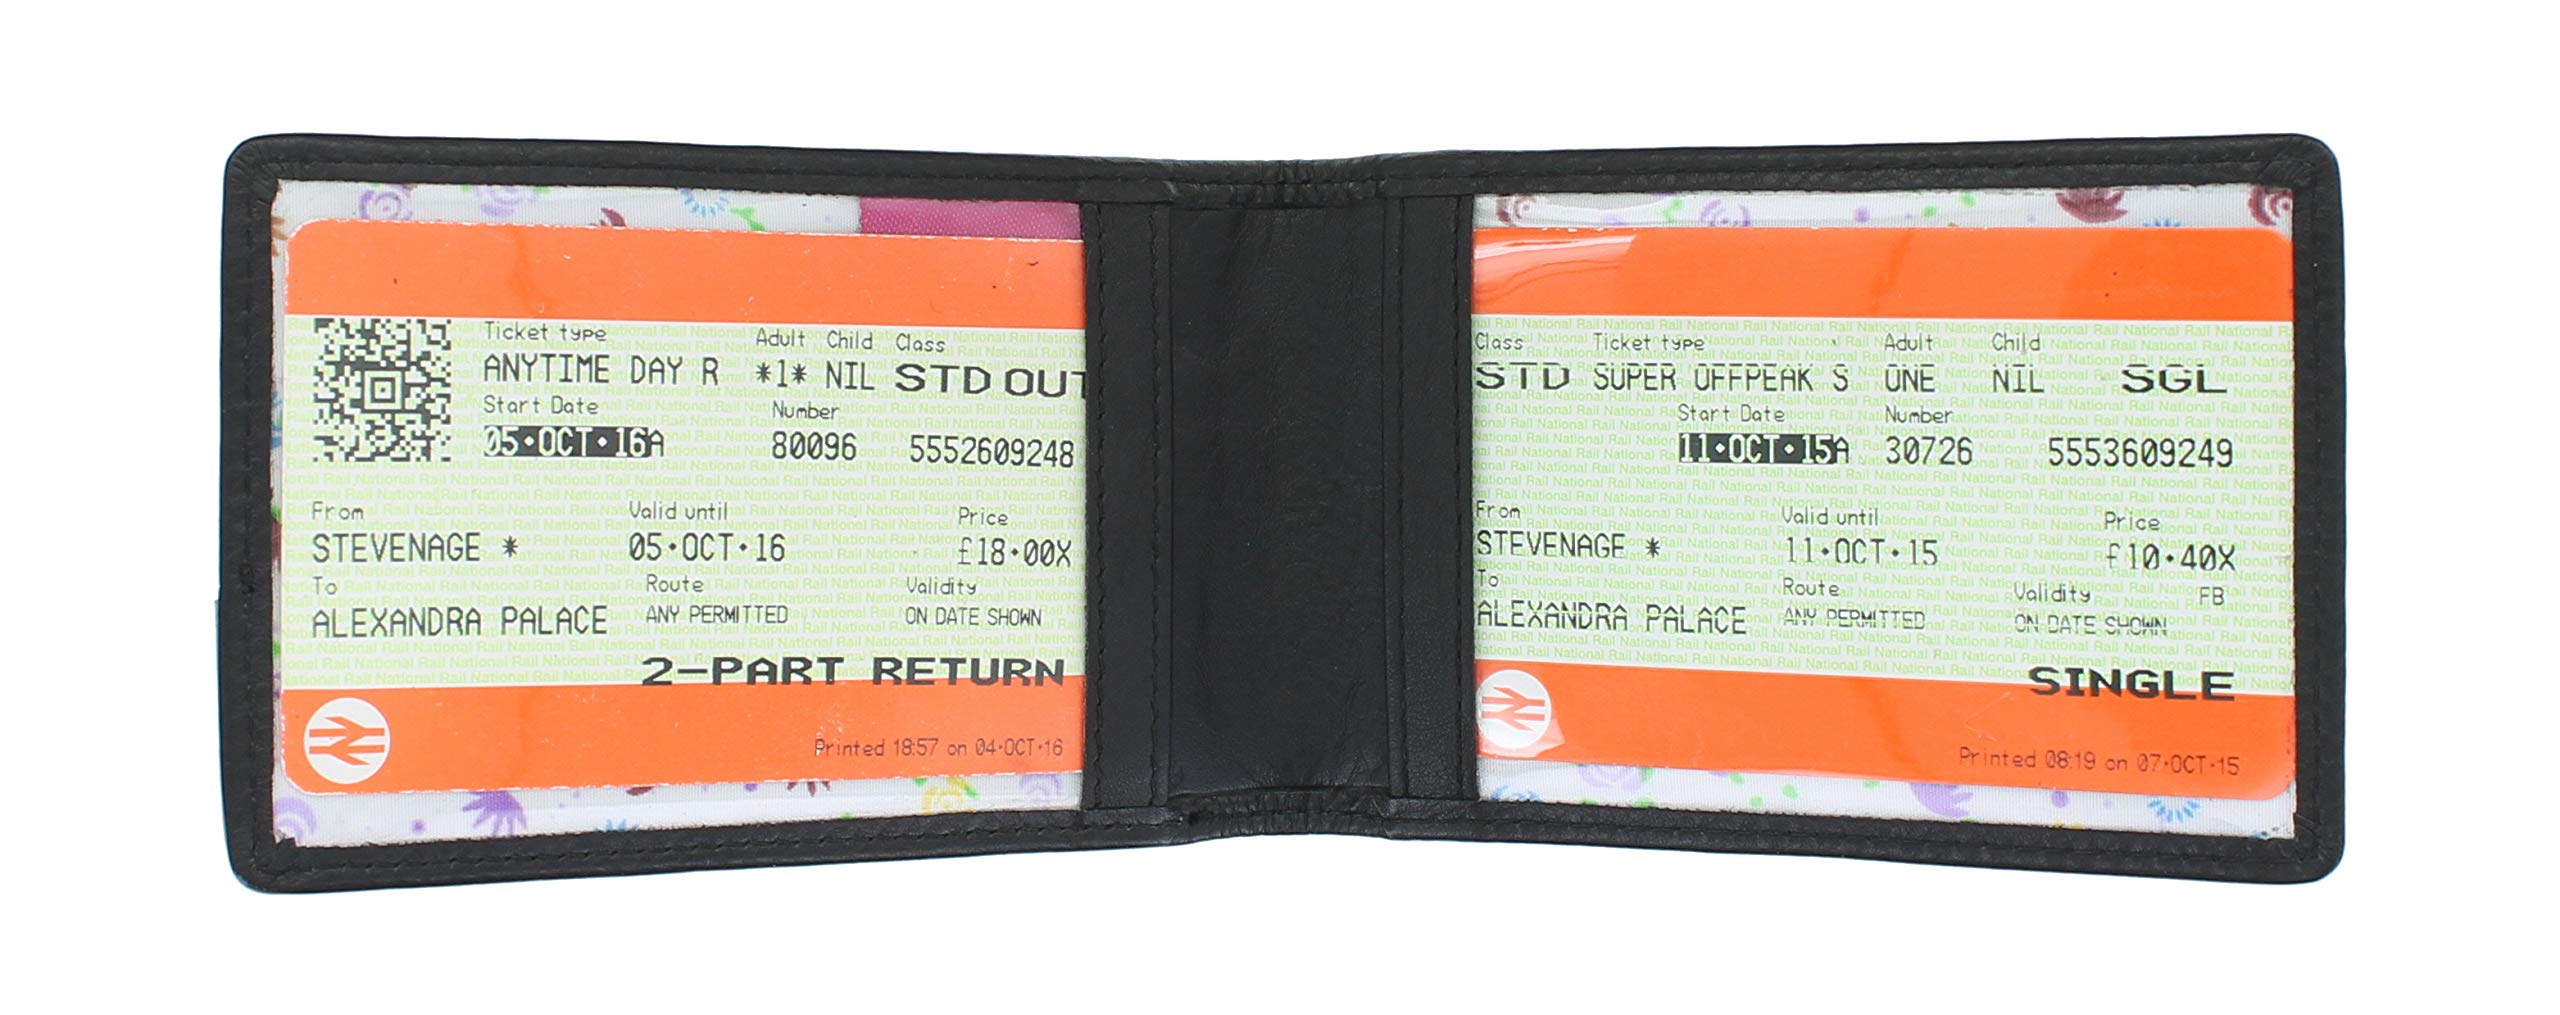 Ticket type Adult Child Class
ANYTIME DAY R *1* NIL STD OUT
Start Date Number
05·OCT·16A 80096 5552609248
From Valid until Price
STEVENAGE * 05·OCT·16 £18·00X
To Route Validity
ALEXANDRA PALACE ANY PERMITTED ON DATE SHOWN
2-PART RETURN
Printed 18:57 on 04·OCT·16
Class Ticket type Adult Child
STD SUPER OFFPEAK S ONE NIL SGL
Start Date Number
11·OCT·15A 30726 5553609249
From Valid until Price
STEVENAGE * 11·OCT·15 £10·40X
To Route Validity FB
ALEXANDRA PALACE ANY PERMITTED ON DATE SHOWN
SINGLE
Printed 08:19 on 07·OCT·15